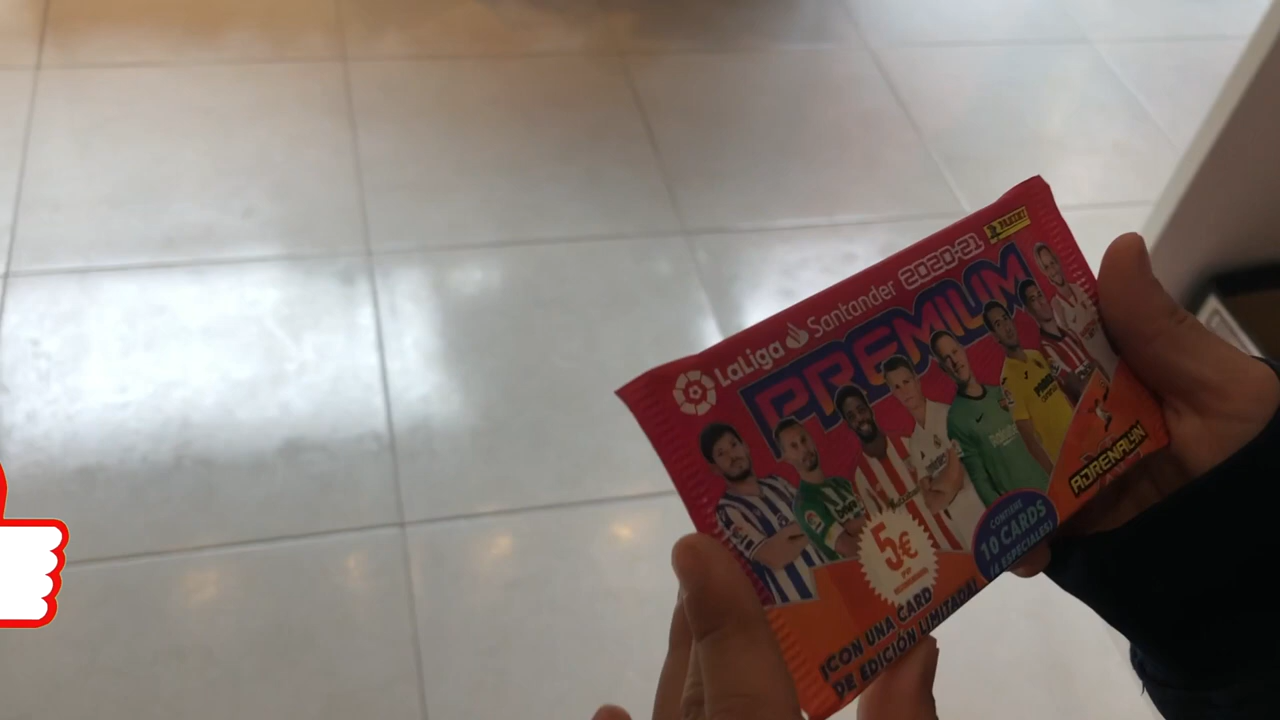 PANINI
LaLiga Santander 2020-21
PREMIUM
ADRENALYN
5€
CONTIENE
10 CARDS
(4 ESPECIALES)
¡CON UNA CARD
DE EDICIÓN LIMITADA!